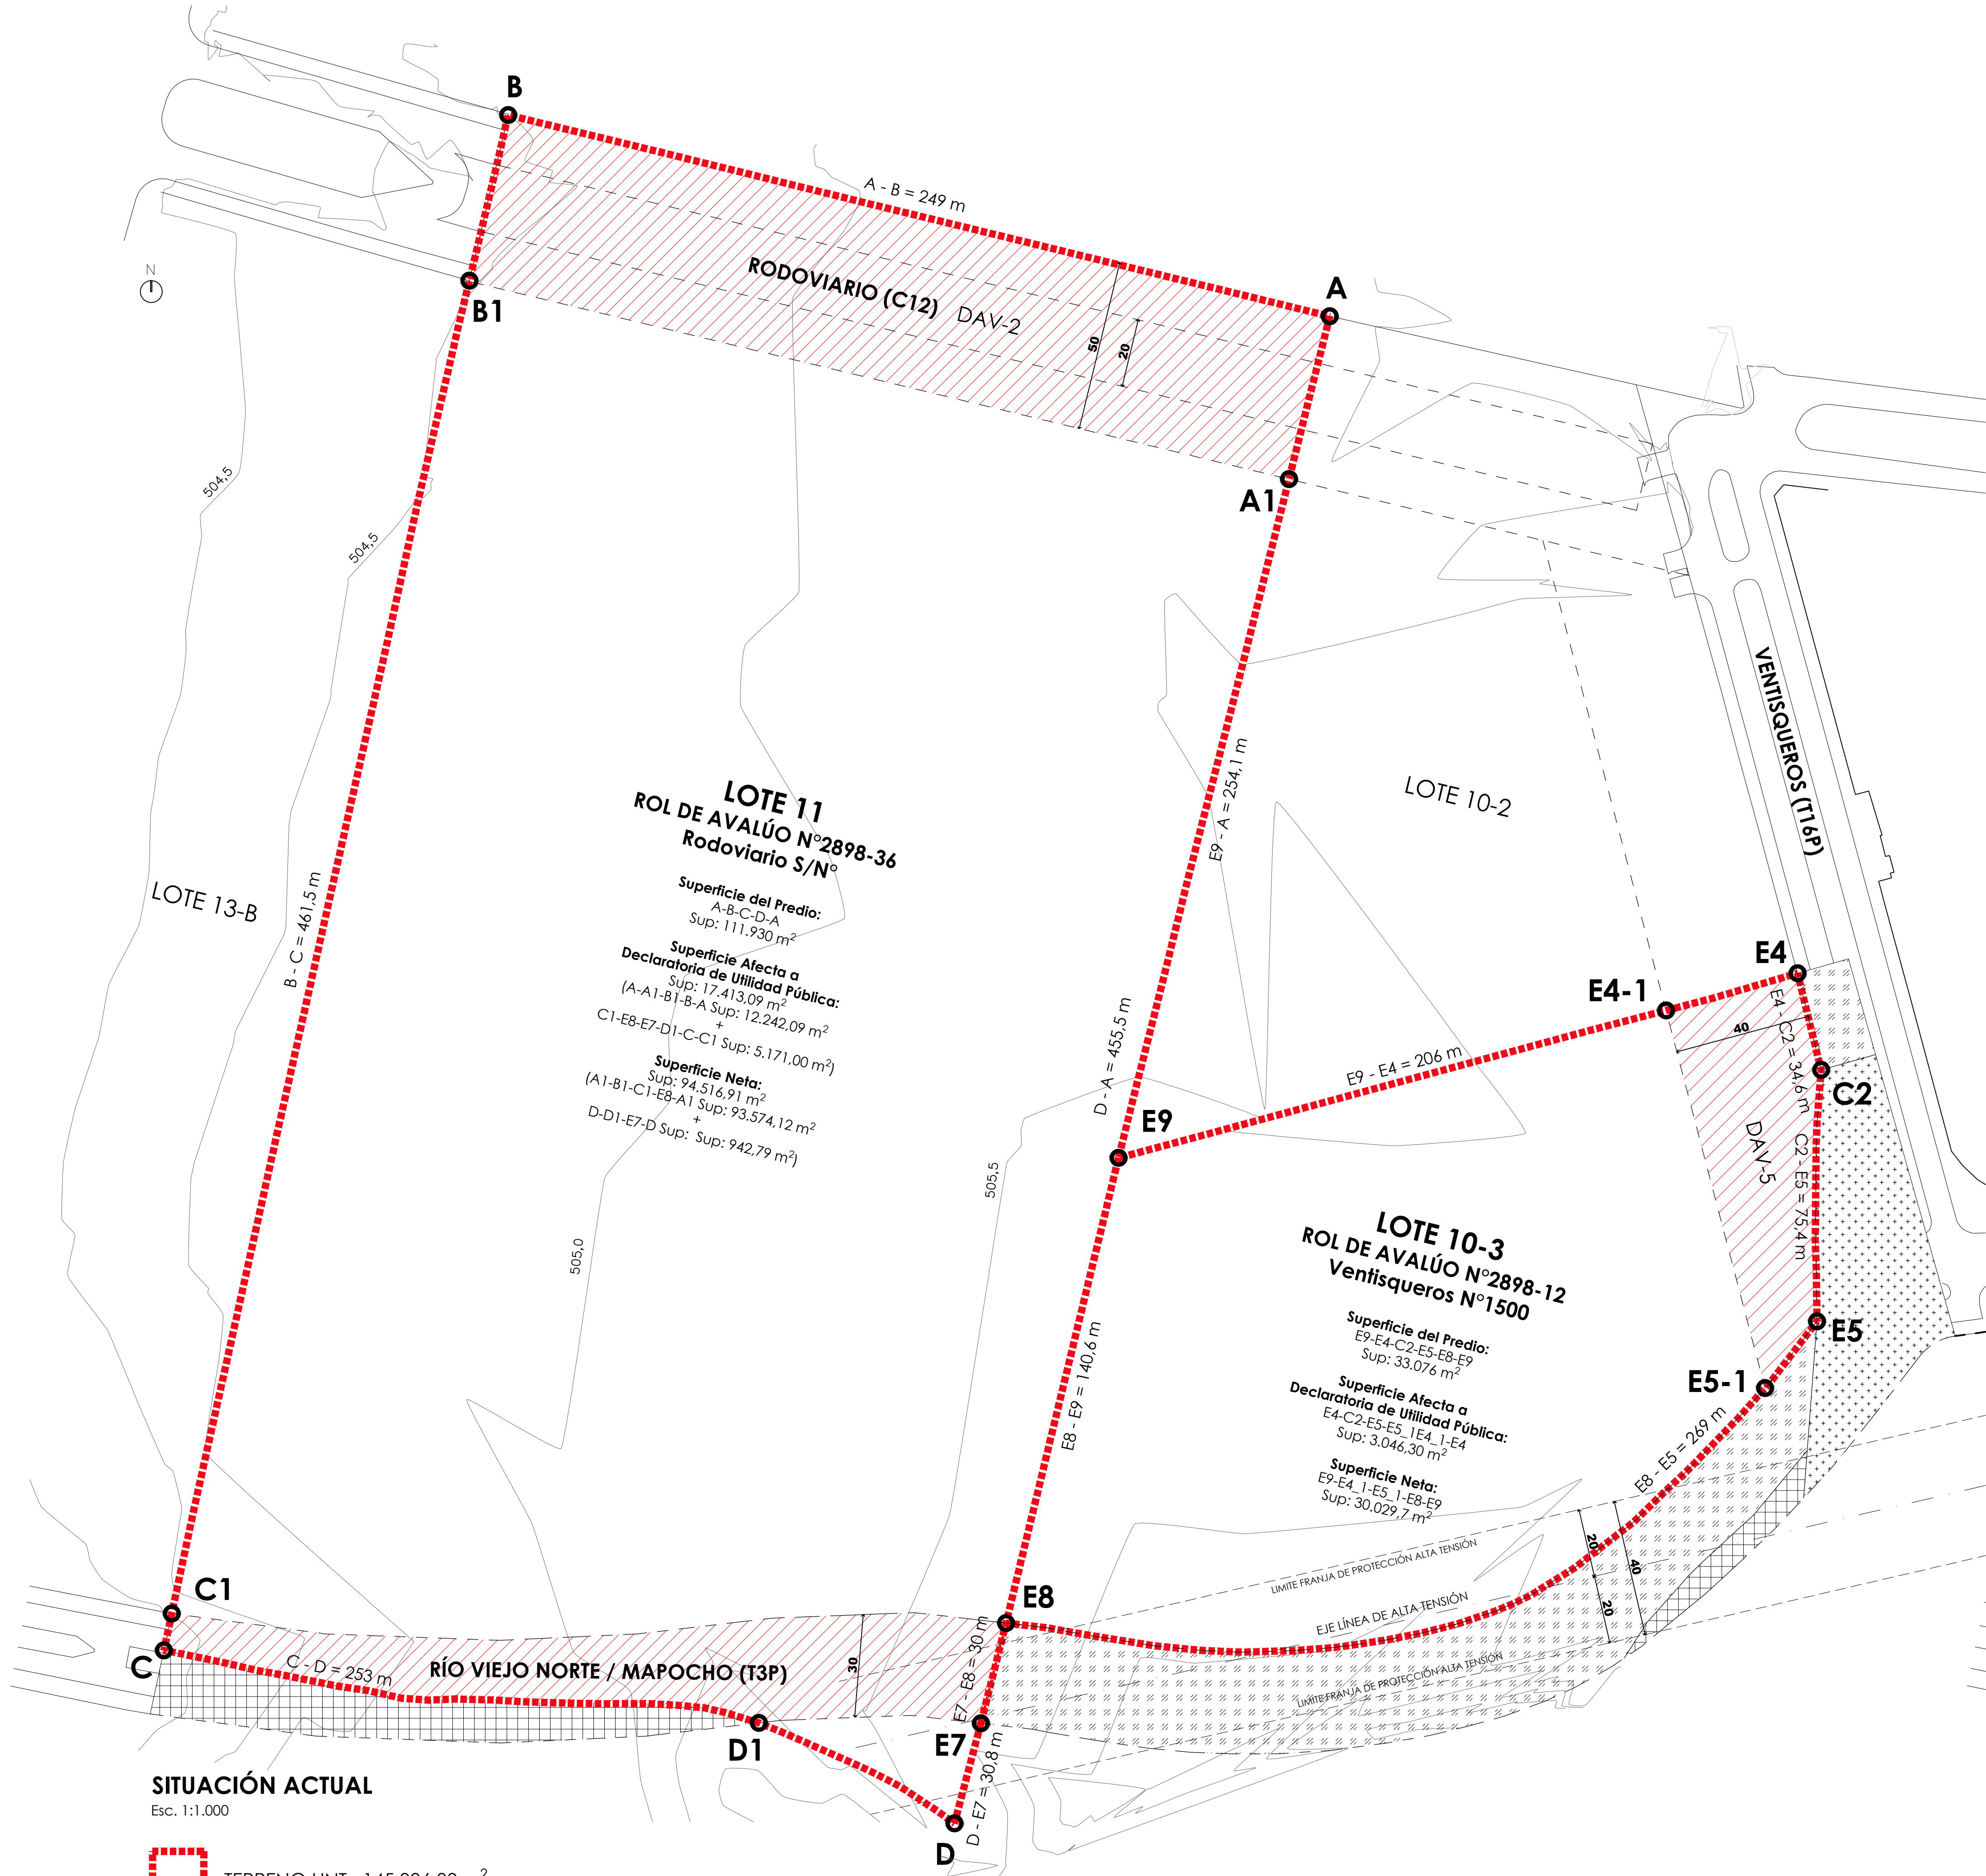 B
A - B = 249 m
N
RODOVIARIO (C12) DAV-2
A
B1
50
20
A1
504,5
504,5
VENTISQUEROS (T16P)
E9 - A = 254,1 m
LOTE 10-2
LOTE 11
ROL DE AVALÚO N°2898-36
Rodoviario S/N°
Superficie del Predio:
A-B-C-D-A
Sup: 111.930 m²
Superficie Afecta a
Declaratoria de Utilidad Pública:
Sup: 17.413,09 m²
(A-A1-B1-B-A Sup: 12.242,09 m²
+
C1-E8-E7-D1-C-C1 Sup: 5.171,00 m²)
Superficie Neta:
Sup: 94.516,91 m²
(A1-B1-C1-E8-A1 Sup: 93.574,12 m²
+
D-D1-E7-D Sup: Sup: 942,79 m²)
LOTE 13-B
B - C = 461,5 m
D - A = 455,5 m
E4
E4-1
40
E4 - C2 = 34,6 m
E9 - E4 = 206 m
C2
E9
DAV-5
C2 - E5 = 75,4 m
505,5
505,0
LOTE 10-3
ROL DE AVALÚO N°2898-12
Ventisqueros N°1500
Superficie del Predio:
E9-E4-C2-E5-E8-E9
Sup: 33.076 m²
Superficie Afecta a
Declaratoria de Utilidad Pública:
E4-C2-E5-E5_1E4_1-E4
Sup: 3.046,30 m²
Superficie Neta:
E9-E4_1-E5_1-E8-E9
Sup: 30.029,7 m²
E5
E5-1
E8 - E9 = 140,6 m
E8 - E5 = 269 m
LIMITE FRANJA DE PROTECCIÓN ALTA TENSIÓN
20
40
20
EJE LÍNEA DE ALTA TENSIÓN
LIMITE FRANJA DE PROTECCIÓN ALTA TENSIÓN
C1
E8
C
C - D = 253 m
RÍO VIEJO NORTE / MAPOCHO (T3P)
30
E7 - E8 = 30 m
D1
E7
D - E7 = 30,8 m
D
SITUACIÓN ACTUAL
Esc. 1:1.000